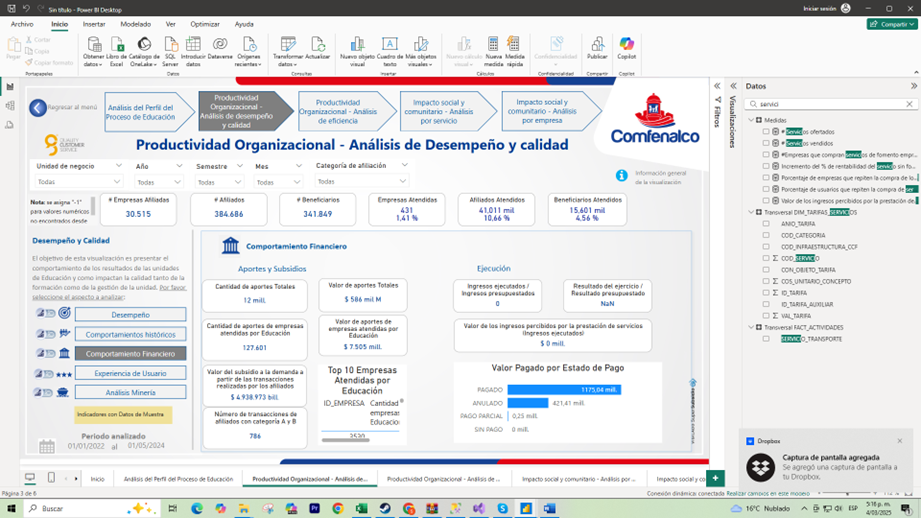 Sin título - Power BI Desktop
Buscar
Iniciar sesión
Archivo
Inicio
Insertar
Modelado
Ver
Optimizar
Ayuda
Compartir
Pegar
Cortar
Copiar
Copiar formato
Portapapeles
Obtener datos
Libro de Excel
Catálogo de OneLake
SQL Server
Introducir datos
Dataverse
Orígenes recientes
Datos
Transformar datos
Actualizar
Consultas
Nuevo objeto visual
Cuadro de texto
Más objetos visuales
Insertar
Nuevo cálculo visual
Nueva medida
Medida rápida
Cálculos
Confidencialidad
Confidencialidad
Publicar
Compartir
Copilot
Copilot
Regresar al menú
Análisis del Perfil del Proceso de Educación
Productividad Organizacional - Análisis de desempeño y calidad
Productividad Organizacional - Análisis de eficiencia
Impacto social y comunitario - Análisis por servicio
Impacto social y comunitario - Análisis por empresa
Comfenalco
QUALITY CUSTOMER SERVICE
Productividad Organizacional - Análisis de Desempeño y calidad
Unidad de negocio
Todas
Año
Todas
Semestre
Todas
Mes
Todas
Categoría de afiliación
Todas
Información general de la visualización
Nota: se asigna "-1" para valores numéricos no encontrados desde
# Empresas Afiliadas
30.515
# Afiliados
384.686
# Beneficiarios
341.849
Empresas Atendidas
431
1,41 %
Afiliados Atendidos
41,011 mil
10,66 %
Beneficiarios Atendidos
15,601 mil
4,56 %
Desempeño y Calidad
El objetivo de esta visualización es presentar el comportamiento de los resultados de las unidades de Educación y como impactan la calidad tanto de la formación como de la gestión de la unidad. Por favor seleccione el aspecto a analizar:
Desempeño
Comportamientos históricos
Comportamiento Financiero
Experiencia de Usuario
Análisis Minería
Indicadores con Datos de Muestra
Periodo analizado
01/01/2022 al 01/05/2024
Comportamiento Financiero
Aportes y Subsidios
Cantidad de aportes Totales
12 mill.
Valor de aportes Totales
$ 586 mil M
Cantidad de aportes de empresas atendidas por Educación
127.601
Valor de aportes de empresas atendidas por Educación
$ 7.505 mill.
Valor del subsidio a la demanda a partir de las transacciones realizadas por los afiliados
$ 4.938.973 bill.
Número de transacciones de afiliados con categoría A y B
786
Top 10 Empresas Atendidas por Educación
ID_EMPRESA
Cantidad empresas Educacio
Ejecución
Ingresos ejecutados / Ingresos presupuestados
0
Resultado del ejercicio / Resultado presupuestado
NaN
Valor de los ingresos percibidos por la prestación de servicios (Ingresos ejecutados)
$ 0 mill.
Valor Pagado por Estado de Pago
PAGADO 1175,04 mill.
ANULADO 421,41 mill.
PAGO PARCIAL 0,25 mill.
SIN PAGO 0 mill.
Filtros
Visualizaciones
Datos
servici
Medidas
#Servicios ofertados
#Servicios vendidos
#Empresas que compran servicios de fomento empr...
Incremento del % de rentabilidad del servicio sin fo...
Porcentaje de empresas que repiten la compra de lo...
Porcentaje de usuarios que repiten la compra de ser
Valor de los ingresos percibidos por la prestación de
Transversal DIM_TARIFAS_SERVICIOS
ANIO_TARIFA
COD_CATEGORIA
COD_INFRAESTRUCTURA_CCF
COD_SERVICIO
CON_OBJETO_TARIFA
COS_UNITARIO_CONCEPTO
ID_TARIFA
ID_TARIFA_AUXILIAR
VAL_TARIFA
Transversal FACT_ACTIVIDADES
SERVICIO_TRANSPORTE
Dropbox
Captura de pantalla agregada
Se agregó una captura de pantalla a tu Dropbox.
Inicio
Análisis del Perfil del Proceso de Educación
Productividad Organizacional - Análisis de...
Productividad Organizacional - Análisis de ...
Impacto social y comunitario - Análisis por ...
Impacto social y co
Página 3 de 6
Conexión dinámica: conectada Realizar cambios en este modelo
Buscar
16°C Nublado
ESP
5:16 p. m.
4/03/2025